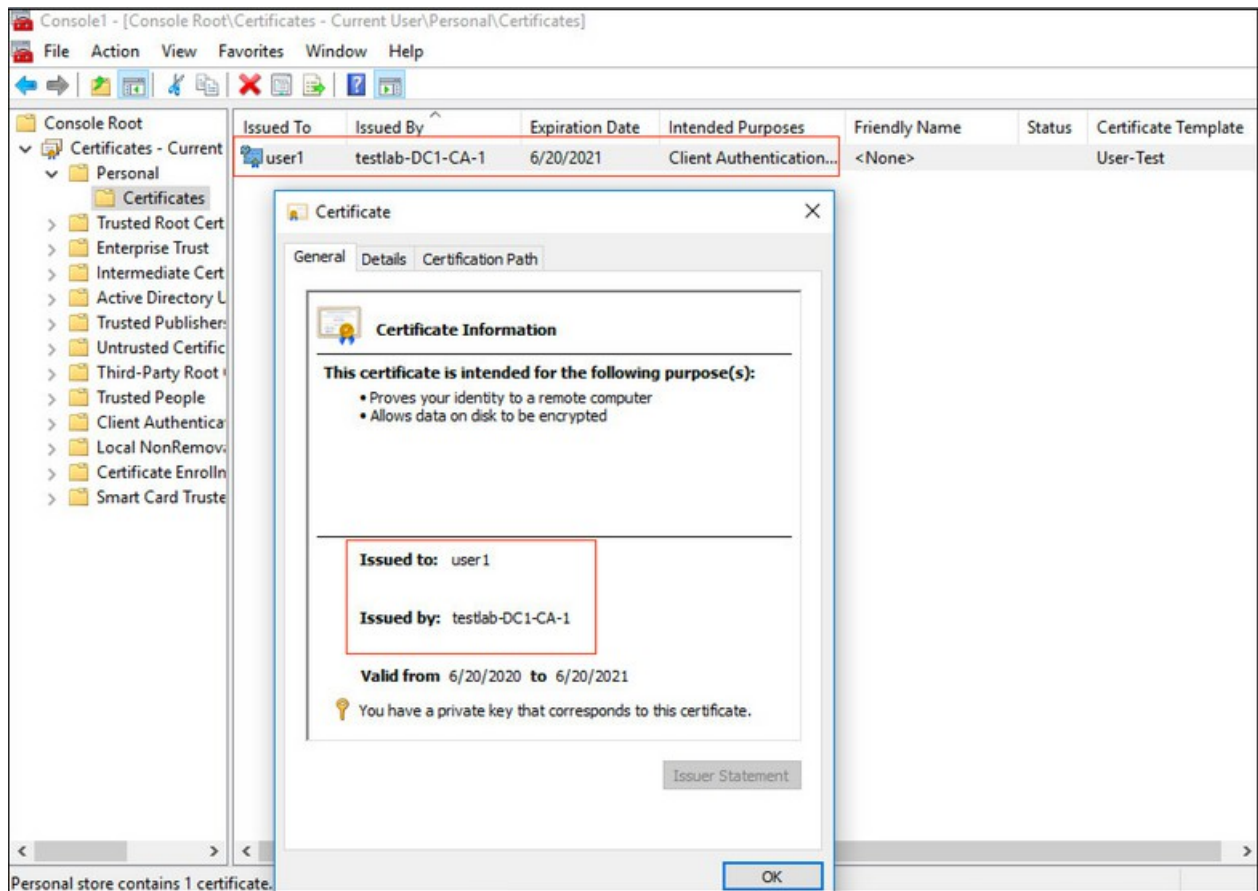 Console1 - [Console Root\Certificates - Current User\Personal\Certificates]
File Action View Favorites Window Help
Console Root
Certificates - Current
Personal
Certificates
Trusted Root Cert
Enterprise Trust
Intermediate Cert
Active Directory U
Trusted Publishers
Untrusted Certific
Third-Party Root
Trusted People
Client Authentica
Local NonRemova
Certificate Enrolln
Smart Card Truste
Issued To Issued By Expiration Date Intended Purposes Friendly Name Status Certificate Template
user1 testlab-DC1-CA-1 6/20/2021 Client Authentication... <None> User-Test
Certificate
General Details Certification Path
Certificate Information
This certificate is intended for the following purpose(s):
• Proves your identity to a remote computer
• Allows data on disk to be encrypted
Issued to: user1
Issued by: testlab-DC1-CA-1
Valid from 6/20/2020 to 6/20/2021
You have a private key that corresponds to this certificate.
Issuer Statement
OK
Personal store contains 1 certificate.